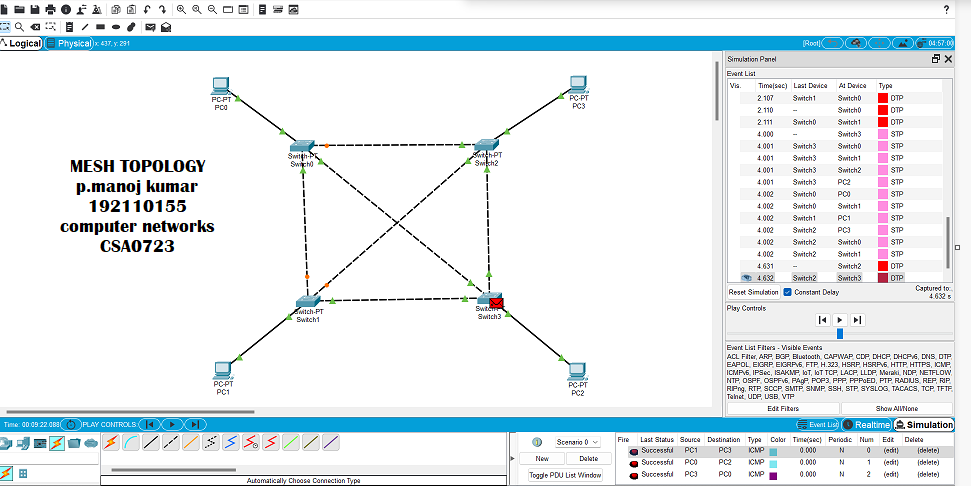 ?
Logical
Physical
x: 437, y: 291
[Root]
04:57:00
PC-PT
PC0
PC-PT
PC3
Switch-PT
Switch0
Switch-PT
Switch2
MESH TOPOLOGY
p.manoj kumar
192110155
computer networks
CSA0723
Switch-PT
Switch1
Switch-PT
Switch3
PC-PT
PC1
PC-PT
PC2
Simulation Panel
Event List
Vis. Time(sec) Last Device At Device Type
2.107 Switch1 Switch0 DTP
2.110 -- Switch0 DTP
2.111 Switch0 Switch1 DTP
4.000 -- Switch3 STP
4.001 Switch3 Switch0 STP
4.001 Switch3 Switch1 STP
4.001 Switch3 Switch2 STP
4.001 Switch3 PC2 STP
4.002 Switch0 PC0 STP
4.002 Switch0 Switch1 STP
4.002 Switch1 PC1 STP
4.002 Switch2 PC3 STP
4.002 Switch2 Switch0 STP
4.002 Switch2 Switch1 STP
4.631 -- Switch2 DTP
4.632 Switch2 Switch3 DTP
Reset Simulation Constant Delay Captured to:
4.632 s
Play Controls
Event List Filters - Visible Events
ACL Filter, ARP, BGP, Bluetooth, CAPWAP, CDP, DHCP, DHCPv6, DNS, DTP,
EAPOL, EIGRP, EIGRPv6, FTP, H.323, HSRP, HSRPv6, HTTP, HTTPS, ICMP,
ICMPv6, IPSec, ISAKMP, IoT, IoT TCP, LACP, LLDP, Meraki, NDP, NETFLOW,
NTP, OSPF, OSPFv6, PAgP, POP3, PPP, PPPoED, PTP, RADIUS, REP, RIP,
RIPng, RTP, SCCP, SMTP, SNMP, SSH, STP, SYSLOG, TACACS, TCP, TFTP,
Telnet, UDP, USB, VTP
Edit Filters Show All/None
Time: 00:09:22.088 PLAY CONTROLS:
Event List Realtime Simulation
Automatically Choose Connection Type
Scenario 0
New Delete
Toggle PDU List Window
Fire Last Status Source Destination Type Color Time(sec) Periodic Num Edit Delete
Successful PC1 PC3 ICMP 0.000 N 0 (edit) (delete)
Successful PC0 PC2 ICMP 0.000 N 1 (edit) (delete)
Successful PC3 PC0 ICMP 0.000 N 2 (edit) (delete)